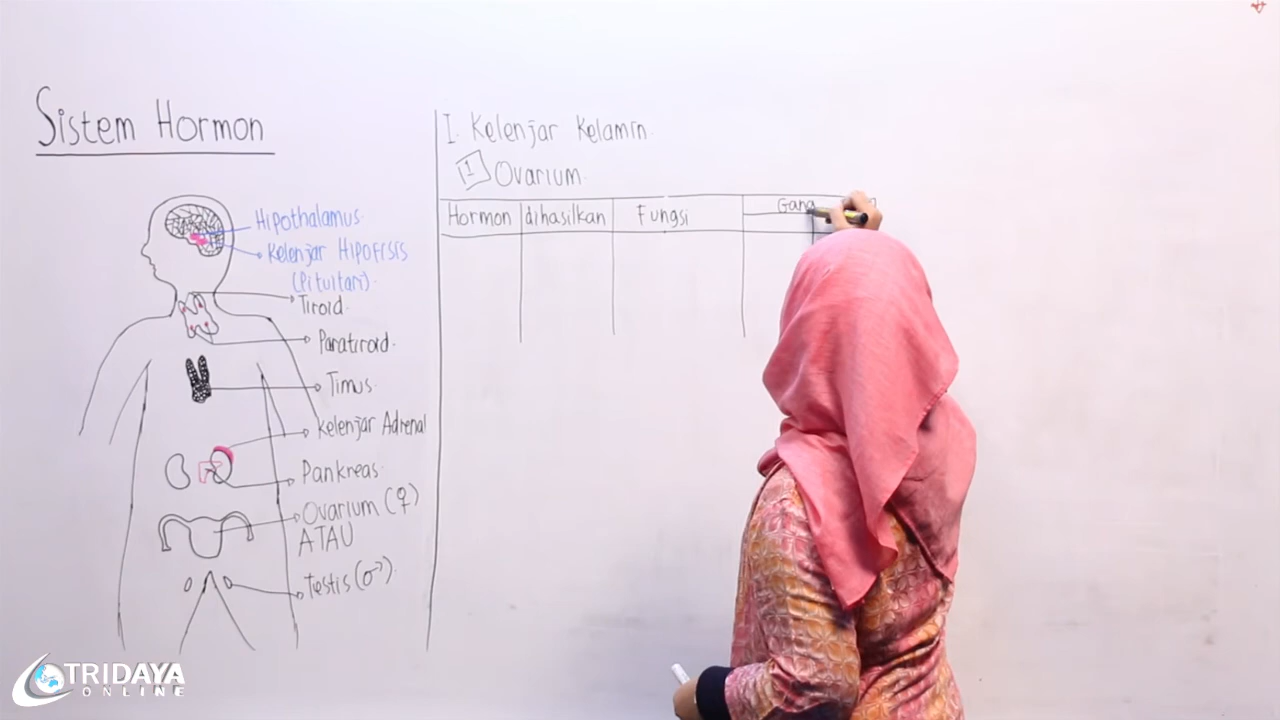 Sistem Hormon
Hipothalamus
Kelenjar HIPOFISIS
(Pituitari)
Tiroid
Paratiroid
Timus
Kelenjar Adrenal
Pankreas
Ovarium (♀)
ATAU
Testis (♂)
I. Kelenjar Kelamin
1 Ovarium
Hormon dihasilkan Fungsi Gang
TRIDAYA
ONLINE